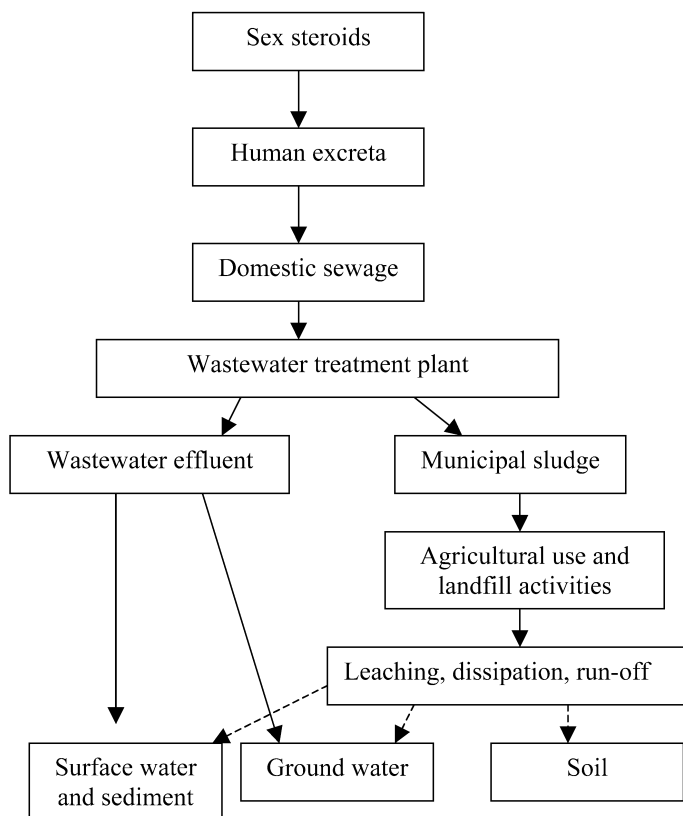 Sex steroids
Human excreta
Domestic sewage
Wastewater treatment plant
Wastewater effluent
Municipal sludge
Agricultural use and
landfill activities
Leaching, dissipation, run-off
Surface water
and sediment
Ground water
Soil